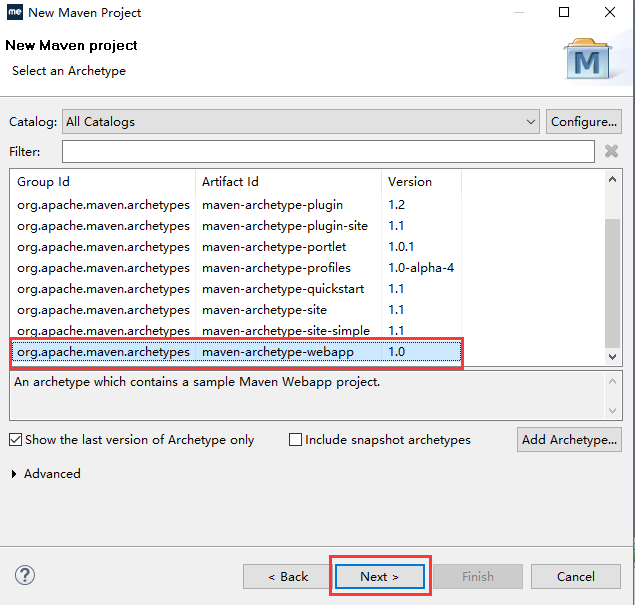 me New Maven Project
New Maven project
Select an Archetype
M
Catalog: All Catalogs Configure...
Filter:
Group Id Artifact Id Version
org.apache.maven.archetypes maven-archetype-plugin 1.2
org.apache.maven.archetypes maven-archetype-plugin-site 1.1
org.apache.maven.archetypes maven-archetype-portlet 1.0.1
org.apache.maven.archetypes maven-archetype-profiles 1.0-alpha-4
org.apache.maven.archetypes maven-archetype-quickstart 1.1
org.apache.maven.archetypes maven-archetype-site 1.1
org.apache.maven.archetypes maven-archetype-site-simple 1.1
org.apache.maven.archetypes maven-archetype-webapp 1.0
An archetype which contains a sample Maven Webapp project.
Show the last version of Archetype only Include snapshot archetypes Add Archetype...
Advanced
? < Back Next > Finish Cancel